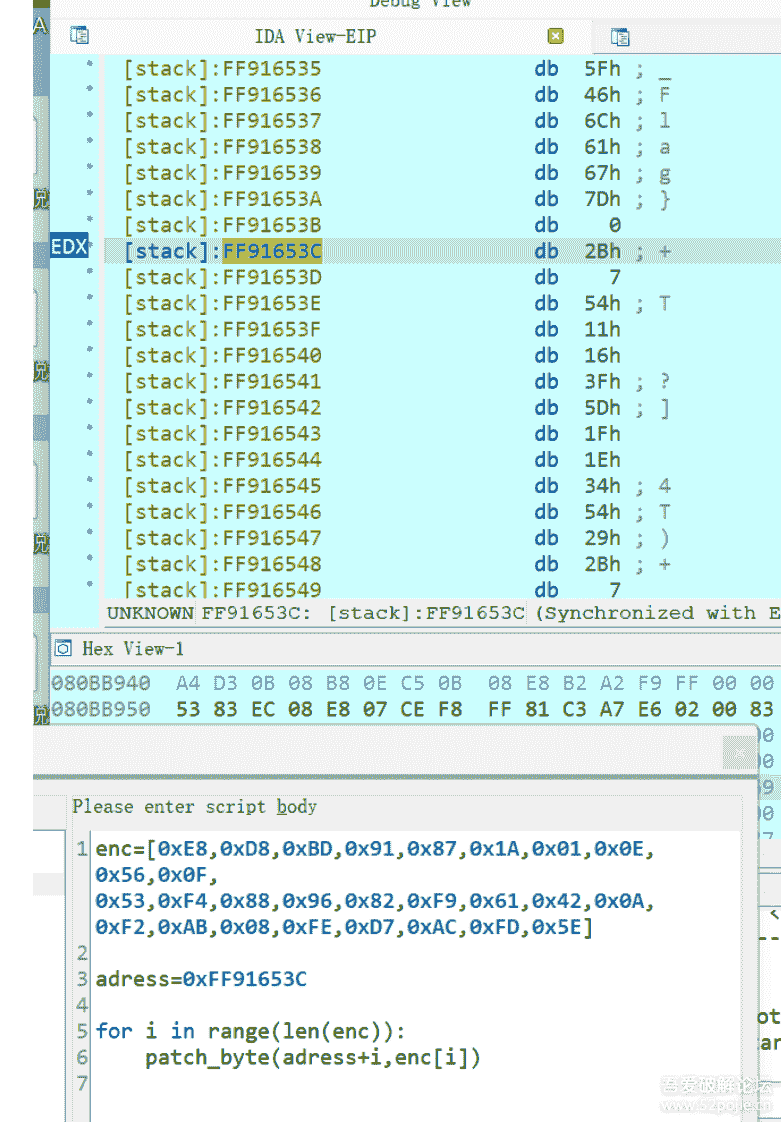 Debug View
A
IDA View-EIP
[stack]:FF916535 db 5Fh ; _
[stack]:FF916536 db 46h ; F
[stack]:FF916537 db 6Ch ; l
[stack]:FF916538 db 61h ; a
[stack]:FF916539 db 67h ; g
[stack]:FF91653A db 7Dh ; }
[stack]:FF91653B db 0
EDX [stack]:FF91653C db 2Bh ; +
[stack]:FF91653D db 7
[stack]:FF91653E db 54h ; T
[stack]:FF91653F db 11h
[stack]:FF916540 db 16h
[stack]:FF916541 db 3Fh ; ?
[stack]:FF916542 db 5Dh ; ]
[stack]:FF916543 db 1Fh
[stack]:FF916544 db 1Eh
[stack]:FF916545 db 34h ; 4
[stack]:FF916546 db 54h ; T
[stack]:FF916547 db 29h ; )
[stack]:FF916548 db 2Bh ; +
[stack]:FF916549 db 7
UNKNOWN FF91653C: [stack]:FF91653C (Synchronized with E
Hex View-1
080BB940 A4 D3 0B 08 B8 0E C5 0B 08 E8 B2 A2 F9 FF 00 00
080BB950 53 83 EC 08 E8 07 CE F8 FF 81 C3 A7 E6 02 00 83
Please enter script body
1 enc=[0xE8,0xD8,0xBD,0x91,0x87,0x1A,0x01,0x0E,
0x56,0x0F,
0x53,0xF4,0x88,0x96,0x82,0xF9,0x61,0x42,0x0A,
0xF2,0xAB,0x08,0xFE,0xD7,0xAC,0xFD,0x5E]
2
3 adress=0xFF91653C
4
5 for i in range(len(enc)):
6 patch_byte(adress+i,enc[i])
7
吾爱破解论坛
www.52pojie.cn